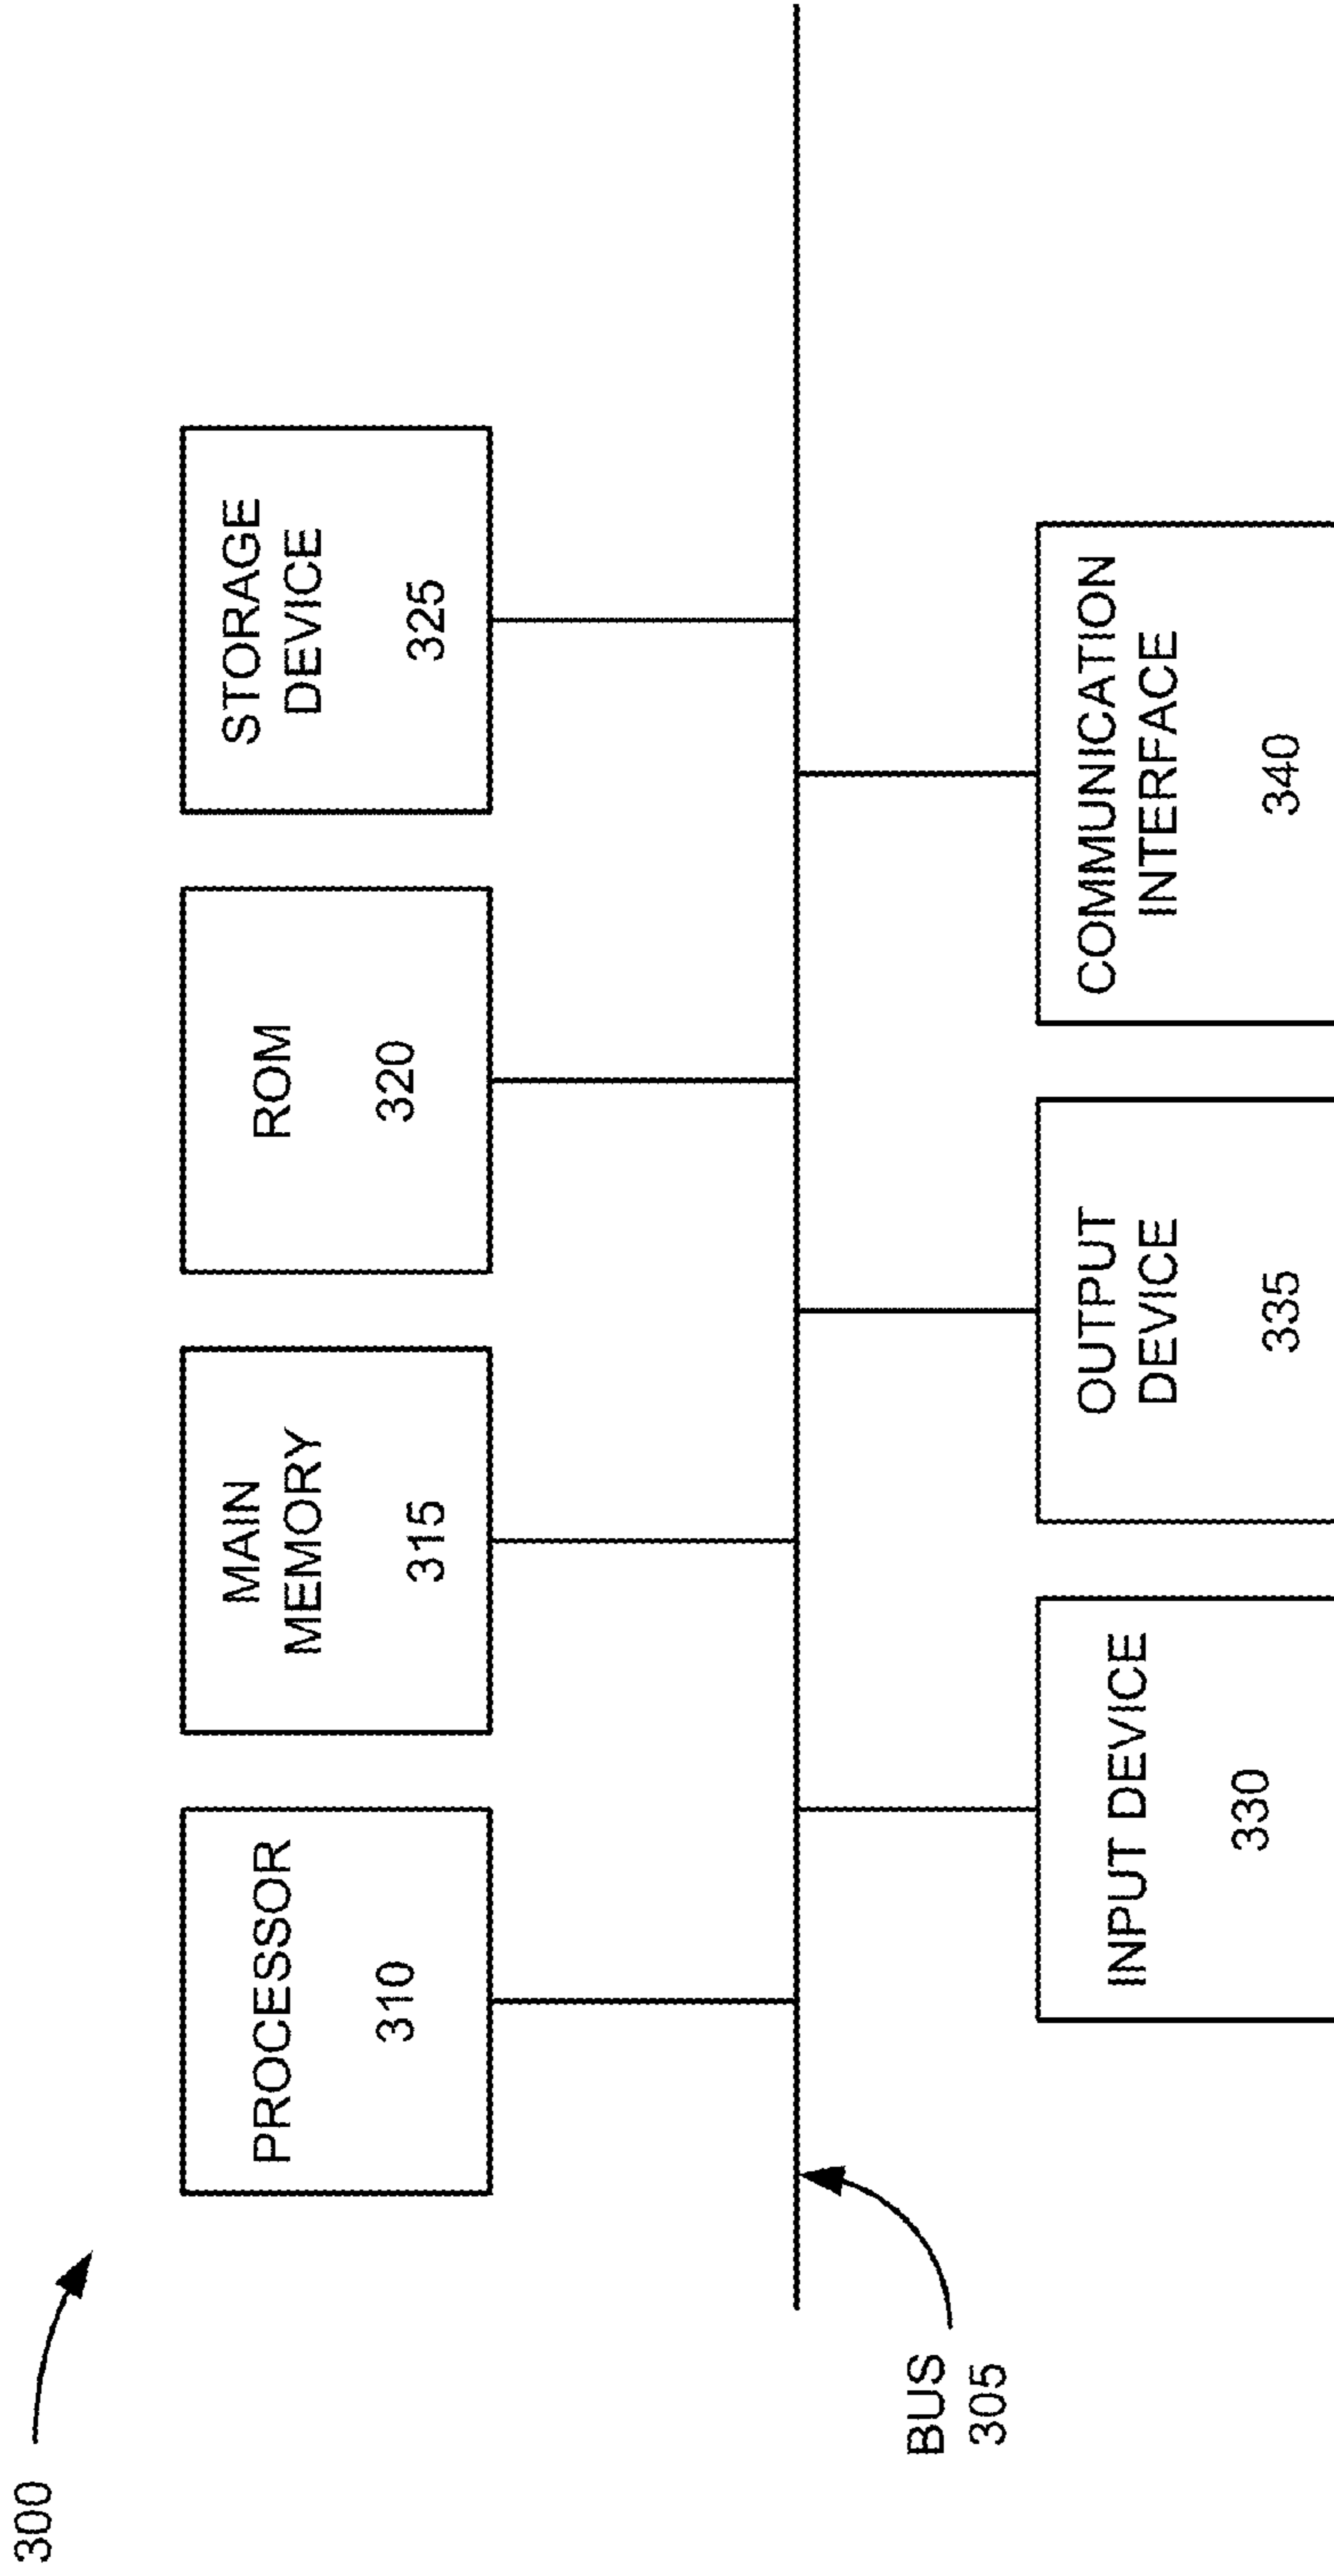 300
PROCESSOR
310
MAIN
MEMORY
315
ROM
320
STORAGE
DEVICE
325
BUS
305
INPUT DEVICE
330
OUTPUT
DEVICE
335
COMMUNICATION
INTERFACE
340